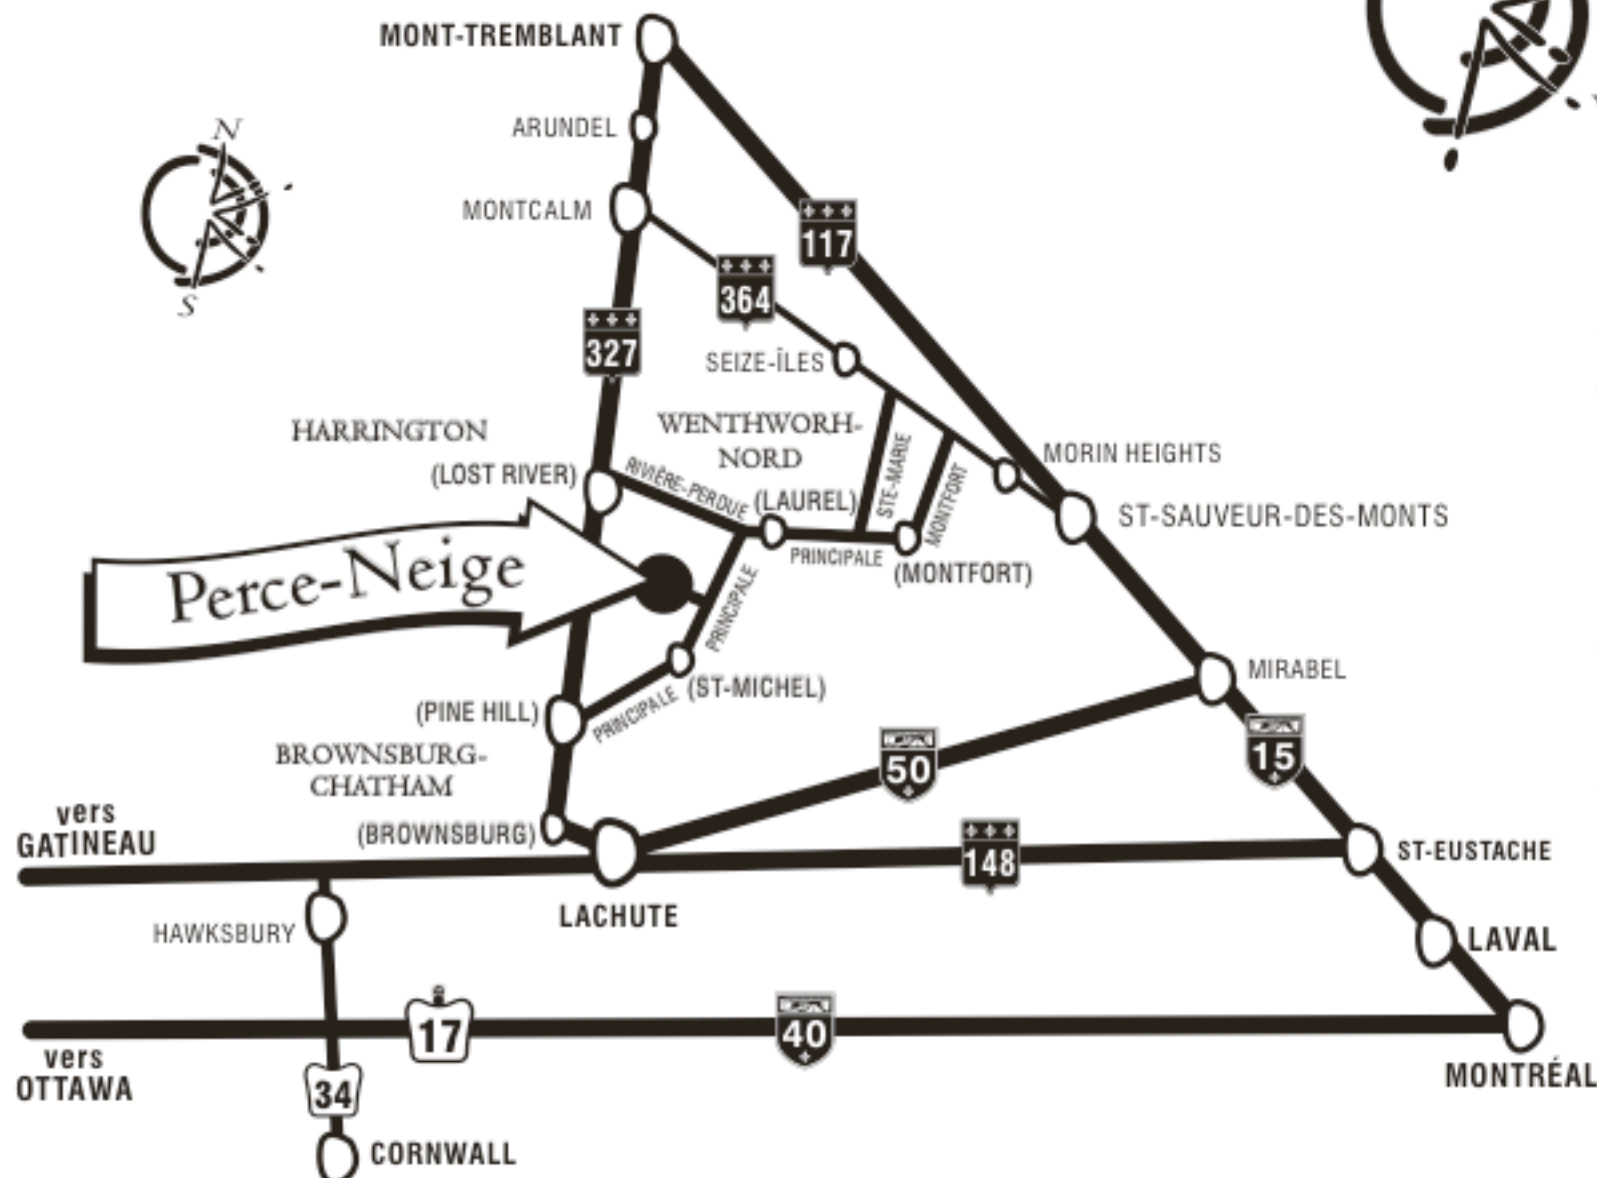 MONT-TREMBLANT
ARUNDEL
N
MONTCALM
S
117
364
327
SEIZE-ÎLES
HARRINGTON
(LOST RIVER)
WENTHWORH-
NORD
RIVIÈRE-PERDUE
(LAUREL)
STE-MARIE
MONTFORT
MORIN HEIGHTS
ST-SAUVEUR-DES-MONTS
PRINCIPALE
(MONTFORT)
Perce-Neige
PRINCIPALE
(ST-MICHEL)
MIRABEL
(PINE HILL)
PRINCIPALE
BROWNSBURG-
CHATHAM
50
15
vers
GATINEAU
(BROWNSBURG)
148
ST-EUSTACHE
LACHUTE
HAWKSBURY
LAVAL
17
40
vers
OTTAWA
34
MONTRÉAL
CORNWALL